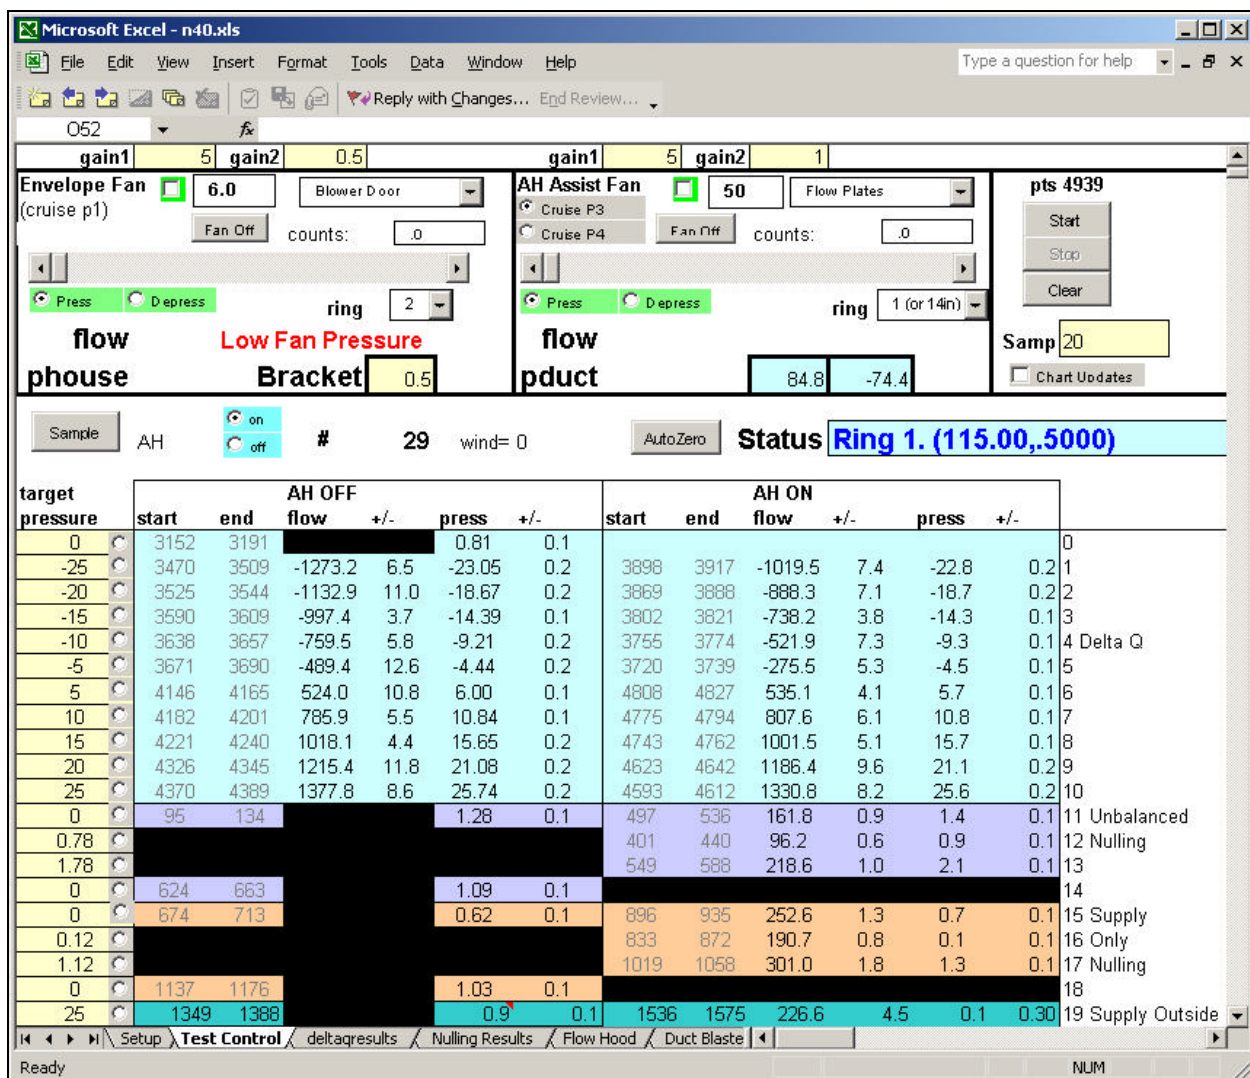 Microsoft Excel - n40.xls
File Edit View Insert Format Tools Data Window Help Type a question for help
Reply with Changes... End Review...
O52 fx
gain1 5 gain2 0.5 gain1 5 gain2 1
Envelope Fan 6.0 Blower Door AH Assist Fan 50 Flow Plates pts 4939
(cruise p1) Cruise P3 Start
Fan Off counts: .0 Cruise P4 Fan Off counts: .0 Stop
Clear
Press Depress ring 2 Press Depress ring 1 (or 14in)
flow Low Fan Pressure flow Samp 20
phouse Bracket 0.5 pduct 84.8 -74.4 Chart Updates
Sample AH on off # 29 wind= 0 AutoZero Status Ring 1. (115.00,.5000)
target AH OFF AH ON
pressure start end flow +/- press +/- start end flow +/- press +/-
0 3152 3191 0.81 0.1 0
-25 3470 3509 -1273.2 6.5 -23.05 0.2 3898 3917 -1019.5 7.4 -22.8 0.2 1
-20 3525 3544 -1132.9 11.0 -18.67 0.2 3869 3888 -888.3 7.1 -18.7 0.2 2
-15 3590 3609 -997.4 3.7 -14.39 0.1 3802 3821 -738.2 3.8 -14.3 0.1 3
-10 3638 3657 -759.5 5.8 -9.21 0.2 3755 3774 -521.9 7.3 -9.3 0.1 4 Delta Q
-5 3671 3690 -489.4 12.6 -4.44 0.2 3720 3739 -275.5 5.3 -4.5 0.1 5
5 4146 4165 524.0 10.8 6.00 0.1 4808 4827 535.1 4.1 5.7 0.1 6
10 4182 4201 785.9 5.5 10.84 0.1 4775 4794 807.6 6.1 10.8 0.1 7
15 4221 4240 1018.1 4.4 15.65 0.2 4743 4762 1001.5 5.1 15.7 0.1 8
20 4326 4345 1215.4 11.8 21.08 0.2 4623 4642 1186.4 9.6 21.1 0.2 9
25 4370 4389 1377.8 8.6 25.74 0.2 4593 4612 1330.8 8.2 25.6 0.2 10
0 95 134 1.28 0.1 497 536 161.8 0.9 1.4 0.1 11 Unbalanced
0.78 401 440 96.2 0.6 0.9 0.1 12 Nulling
1.78 549 588 218.6 1.0 2.1 0.1 13
0 624 663 1.09 0.1 14
0 674 713 0.62 0.1 896 935 252.6 1.3 0.7 0.1 15 Supply
0.12 833 872 190.7 0.8 0.1 0.1 16 Only
1.12 1019 1058 301.0 1.8 1.3 0.1 17 Nulling
0 1137 1176 1.03 0.1 18
25 1349 1388 0.9 0.1 1536 1575 226.6 4.5 0.1 0.30 19 Supply Outside
Setup Test Control deltaqresults Nulling Results Flow Hood Duct Blaste
Ready NUM